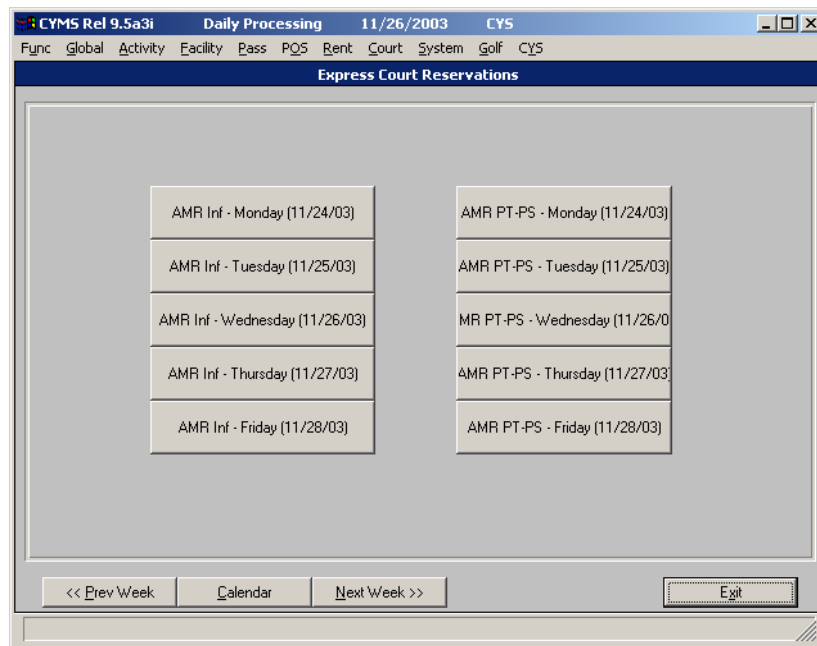 CYMS Rel 9.5a3i Daily Processing 11/26/2003 CYS
Func Global Activity Facility Pass POS Rent Court System Golf CYS
Express Court Reservations
AMR Inf - Monday (11/24/03) AMR PT-PS - Monday (11/24/03)
AMR Inf - Tuesday (11/25/03) AMR PT-PS - Tuesday (11/25/03)
AMR Inf - Wednesday (11/26/03) MR PT-PS - Wednesday (11/26/0
AMR Inf - Thursday (11/27/03) AMR PT-PS - Thursday (11/27/03)
AMR Inf - Friday (11/28/03) AMR PT-PS - Friday (11/28/03)
<< Prev Week Calendar Next Week >> Exit